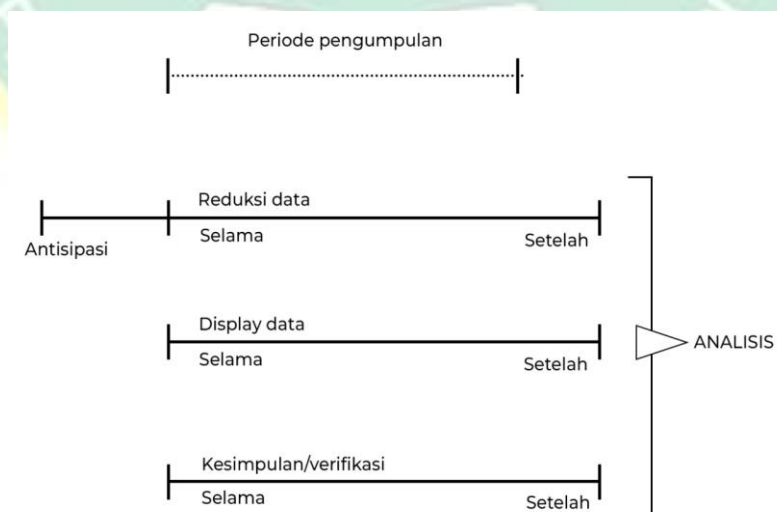 Periode pengumpulan
Reduksi data
Selama
Setelah
Antisipasi
Display data
Selama
Setelah
ANALISIS
Kesimpulan/verifikasi
Selama
Setelah